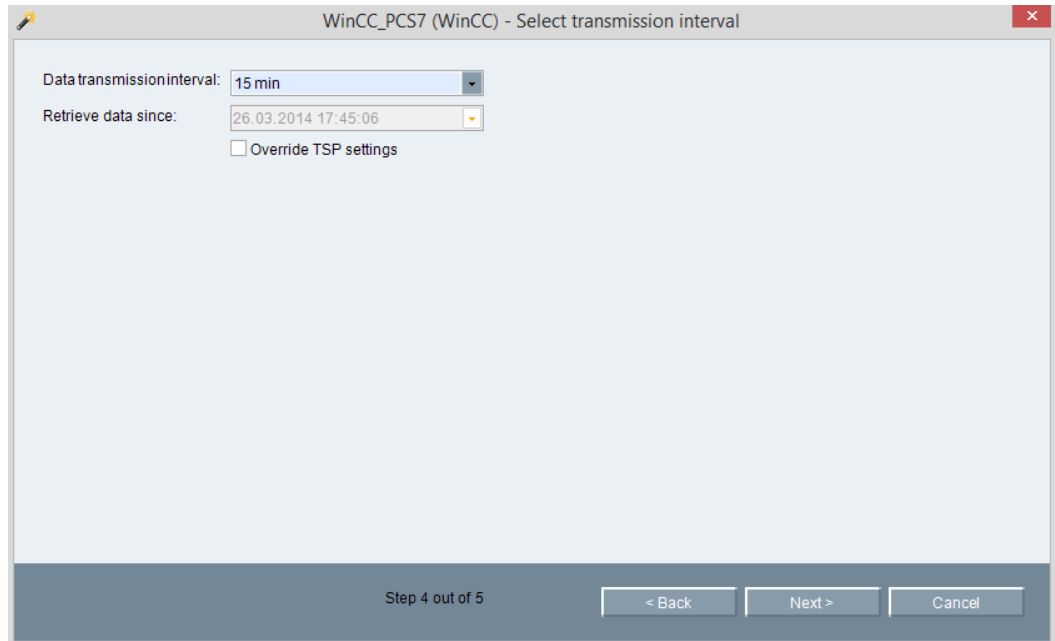 WinCC_PCS7 (WinCC) - Select transmission interval
Data transmission interval: 15 min
Retrieve data since: 26.03.2014 17:45:06
Override TSP settings
Step 4 out of 5 < Back Next > Cancel